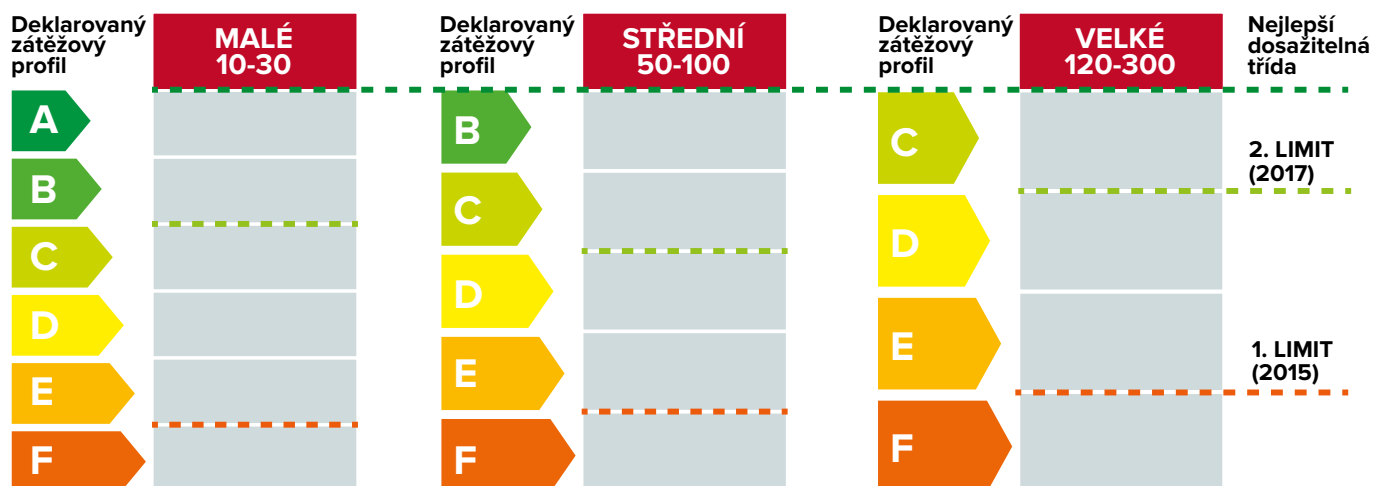 Deklarovaný
zátěžový
profil
MALÉ
10-30
A
B
C
D
E
F
Deklarovaný
zátěžový
profil
STŘEDNÍ
50-100
B
C
D
E
F
Deklarovaný
zátěžový
profil
VELKÉ
120-300
C
D
E
F
Nejlepší
dosažitelná
třída
2. LIMIT
(2017)
1. LIMIT
(2015)